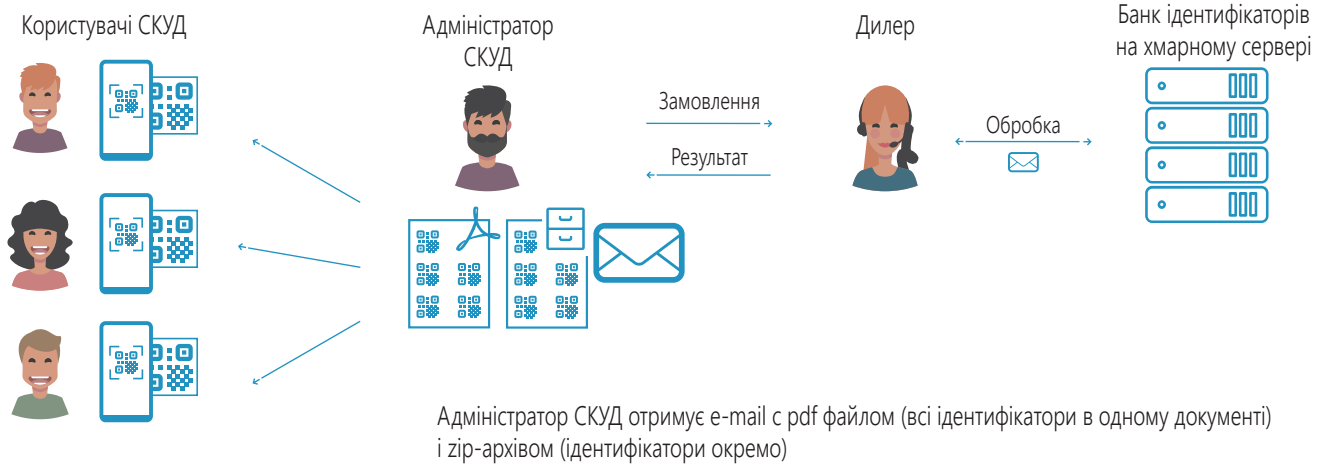 Користувачі СКУД
Адміністратор
СКУД
Дилер
Банк ідентифікаторів
на хмарному сервері
Замовлення
Результат
Обробка
Адміністратор СКУД отримує e-mail с pdf файлом (всі ідентифікатори в одному документі)
і zip-архівом (ідентифікатори окремо)